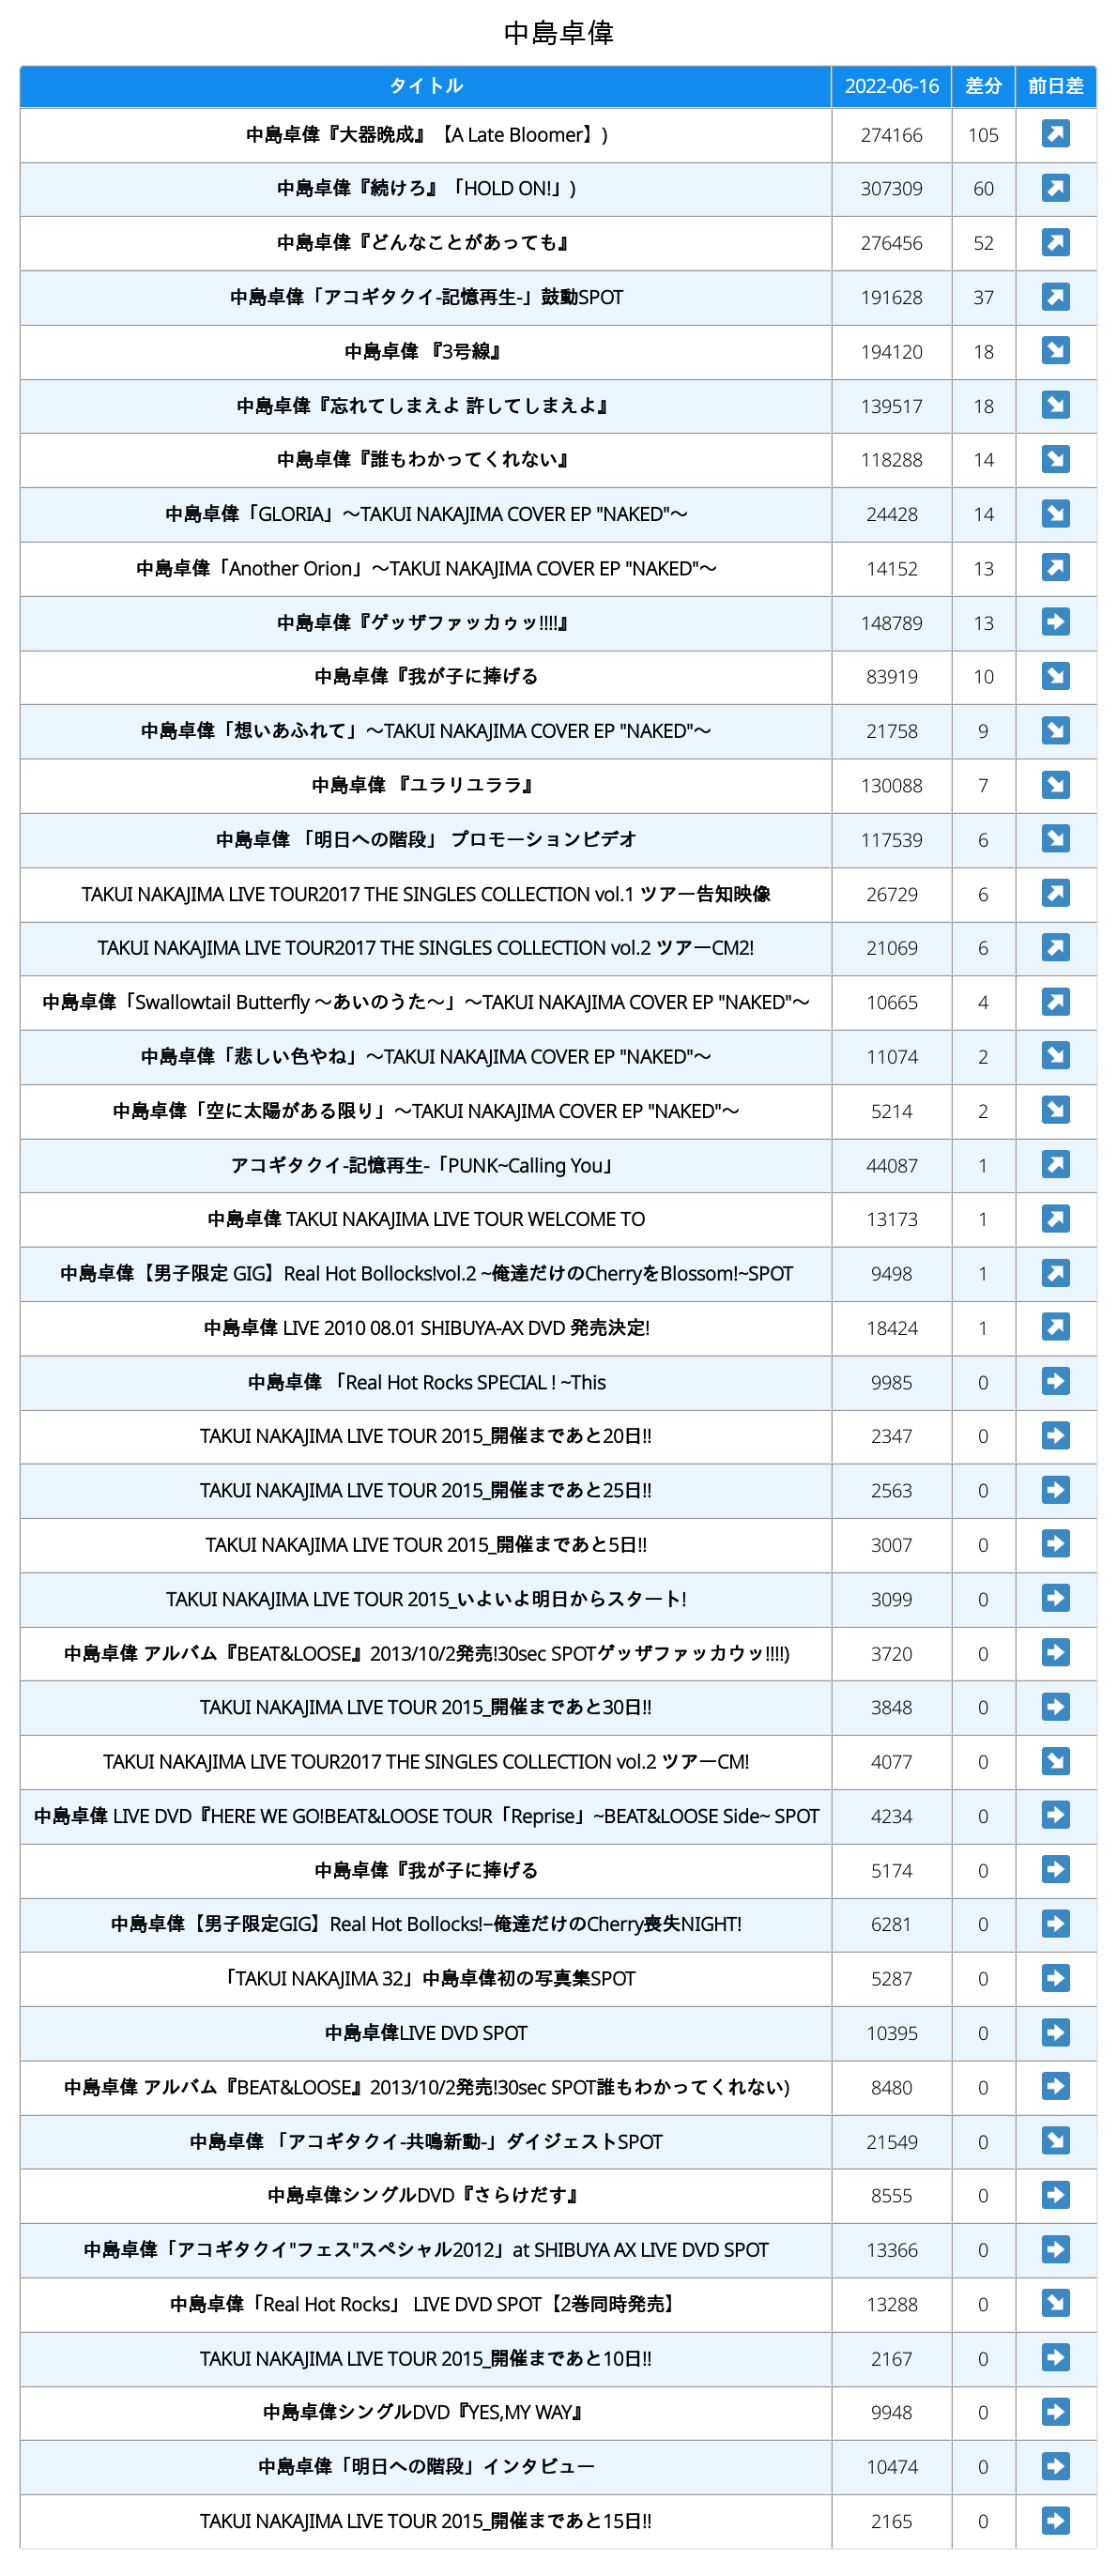 中島卓偉
タイトル 2022-06-16 差分 前日差
中島卓偉『大器晩成』【A Late Bloomer】) 274166 105 ↗
中島卓偉『続けろ』「HOLD ON!」) 307309 60 ↗
中島卓偉『どんなことがあっても』 276456 52 ↗
中島卓偉「アコギタクイ-記憶再生-」鼓動SPOT 191628 37 ↗
中島卓偉 『3号線』 194120 18 ↘
中島卓偉『忘れてしまえよ 許してしまえよ』 139517 18 ↘
中島卓偉『誰もわかってくれない』 118288 14 ↘
中島卓偉「GLORIA」～TAKUI NAKAJIMA COVER EP "NAKED"～ 24428 14 ↘
中島卓偉「Another Orion」～TAKUI NAKAJIMA COVER EP "NAKED"～ 14152 13 ↗
中島卓偉『ゲッザファッカゥッ!!!!』 148789 13 ➡
中島卓偉『我が子に捧げる 83919 10 ↘
中島卓偉「想いあふれて」～TAKUI NAKAJIMA COVER EP "NAKED"～ 21758 9 ↘
中島卓偉 『ユラリユララ』 130088 7 ↘
中島卓偉 「明日への階段」 プロモーションビデオ 117539 6 ↘
TAKUI NAKAJIMA LIVE TOUR2017 THE SINGLES COLLECTION vol.1 ツアー告知映像 26729 6 ↗
TAKUI NAKAJIMA LIVE TOUR2017 THE SINGLES COLLECTION vol.2 ツアーCM2! 21069 6 ↗
中島卓偉「Swallowtail Butterfly ～あいのうた～」～TAKUI NAKAJIMA COVER EP "NAKED"～ 10665 4 ↗
中島卓偉「悲しい色やね」～TAKUI NAKAJIMA COVER EP "NAKED"～ 11074 2 ↘
中島卓偉「空に太陽がある限り」～TAKUI NAKAJIMA COVER EP "NAKED"～ 5214 2 ↘
アコギタクイ-記憶再生-「PUNK~Calling You」 44087 1 ↗
中島卓偉 TAKUI NAKAJIMA LIVE TOUR WELCOME TO 13173 1 ↗
中島卓偉【男子限定 GIG】Real Hot Bollocks!vol.2 ~俺達だけのCherryをBlossom!~SPOT 9498 1 ↗
中島卓偉 LIVE 2010 08.01 SHIBUYA-AX DVD 発売決定! 18424 1 ↗
中島卓偉 「Real Hot Rocks SPECIAL ! ~This 9985 0 ➡
TAKUI NAKAJIMA LIVE TOUR 2015_開催まであと20日!! 2347 0 ➡
TAKUI NAKAJIMA LIVE TOUR 2015_開催まであと25日!! 2563 0 ➡
TAKUI NAKAJIMA LIVE TOUR 2015_開催まであと5日!! 3007 0 ➡
TAKUI NAKAJIMA LIVE TOUR 2015_いよいよ明日からスタート! 3099 0 ➡
中島卓偉 アルバム『BEAT&LOOSE』2013/10/2発売!30sec SPOTゲッザファッカウッ!!!!) 3720 0 ➡
TAKUI NAKAJIMA LIVE TOUR 2015_開催まであと30日!! 3848 0 ➡
TAKUI NAKAJIMA LIVE TOUR2017 THE SINGLES COLLECTION vol.2 ツアーCM! 4077 0 ↘
中島卓偉 LIVE DVD『HERE WE GO!BEAT&LOOSE TOUR「Reprise」~BEAT&LOOSE Side~ SPOT 4234 0 ➡
中島卓偉『我が子に捧げる 5174 0 ➡
中島卓偉【男子限定GIG】Real Hot Bollocks!−俺達だけのCherry喪失NIGHT! 6281 0 ➡
「TAKUI NAKAJIMA 32」中島卓偉初の写真集SPOT 5287 0 ➡
中島卓偉LIVE DVD SPOT 10395 0 ➡
中島卓偉 アルバム『BEAT&LOOSE』2013/10/2発売!30sec SPOT誰もわかってくれない) 8480 0 ➡
中島卓偉 「アコギタクイ-共鳴新動-」ダイジェストSPOT 21549 0 ↘
中島卓偉シングルDVD『さらけだす』 8555 0 ➡
中島卓偉「アコギタクイ"フェス"スペシャル2012」at SHIBUYA AX LIVE DVD SPOT 13366 0 ➡
中島卓偉「Real Hot Rocks」 LIVE DVD SPOT【2巻同時発売】 13288 0 ↘
TAKUI NAKAJIMA LIVE TOUR 2015_開催まであと10日!! 2167 0 ➡
中島卓偉シングルDVD『YES,MY WAY』 9948 0 ➡
中島卓偉「明日への階段」インタビュー 10474 0 ➡
TAKUI NAKAJIMA LIVE TOUR 2015_開催まであと15日!! 2165 0 ➡